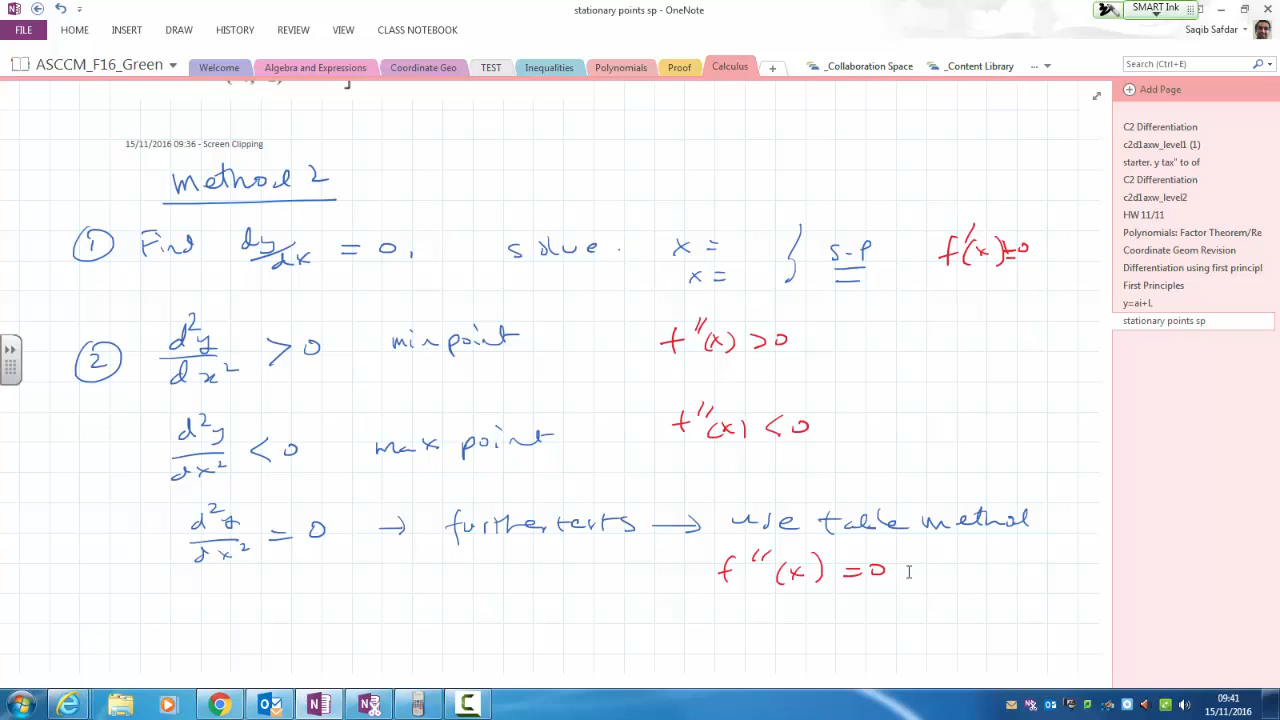 stationary points sp - OneNote
SMART Ink
FILE HOME INSERT DRAW HISTORY REVIEW VIEW CLASS NOTEBOOK
Saqib Safdar
ASCCM_F16_Green
Welcome Algebra and Expressions Coordinate Geo TEST Inequalities Polynomials Proof Calculus + _Collaboration Space _Content Library ...
Search (Ctrl+E)
Add Page
C2 Differentiation
c2d1axw_level1 (1)
starter. y tax" to of
C2 Differentiation
c2d1axw_level2
HW 11/11
Polynomials: Factor Theorem/Re
Coordinate Geom Revision
Differentiation using first principl
First Principles
y=ai+l,
stationary points sp
15/11/2016 09:36 - Screen Clipping
method 2
① Find dy/dx = 0, solve. x = } s-p f'(x)=0
x =
② d²y/dx² > 0 min point f''(x) > 0
d²y/dx² < 0 max point f''(x) < 0
d²y/dx² = 0 → further tests → use table method
f''(x) = 0
09:41
15/11/2016